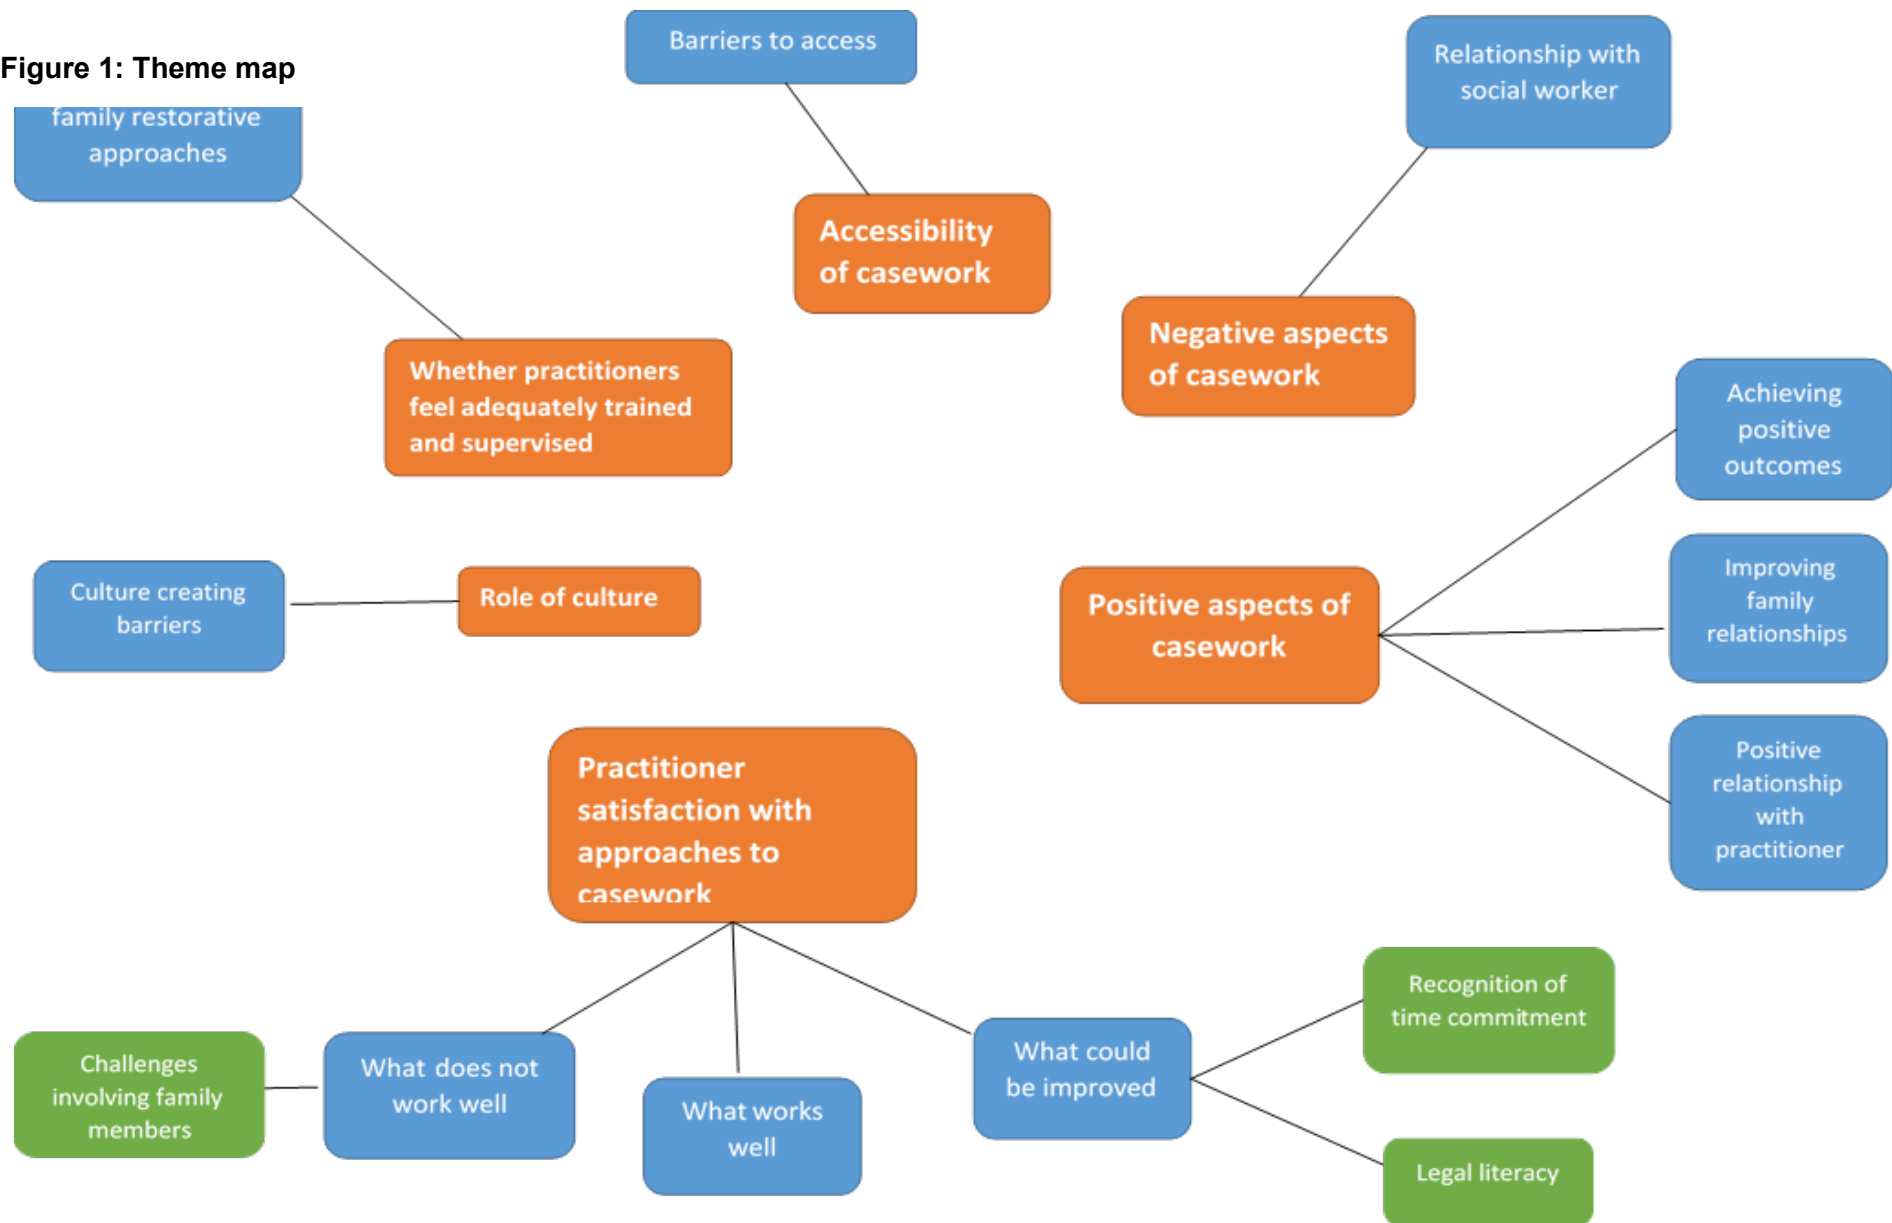 Figure 1: Theme map
family restorative
approaches
Barriers to access
Relationship with
social worker
Accessibility
of casework
Negative aspects
of casework
Whether practitioners
feel adequately trained
and supervised
Achieving
positive
outcomes
Culture creating
barriers
Role of culture
Positive aspects of
casework
Improving
family
relationships
Positive
relationship
with
practitioner
Practitioner
satisfaction with
approaches to
casework
Challenges
involving family
members
What does not
work well
What works
well
What could
be improved
Recognition of
time commitment
Legal literacy